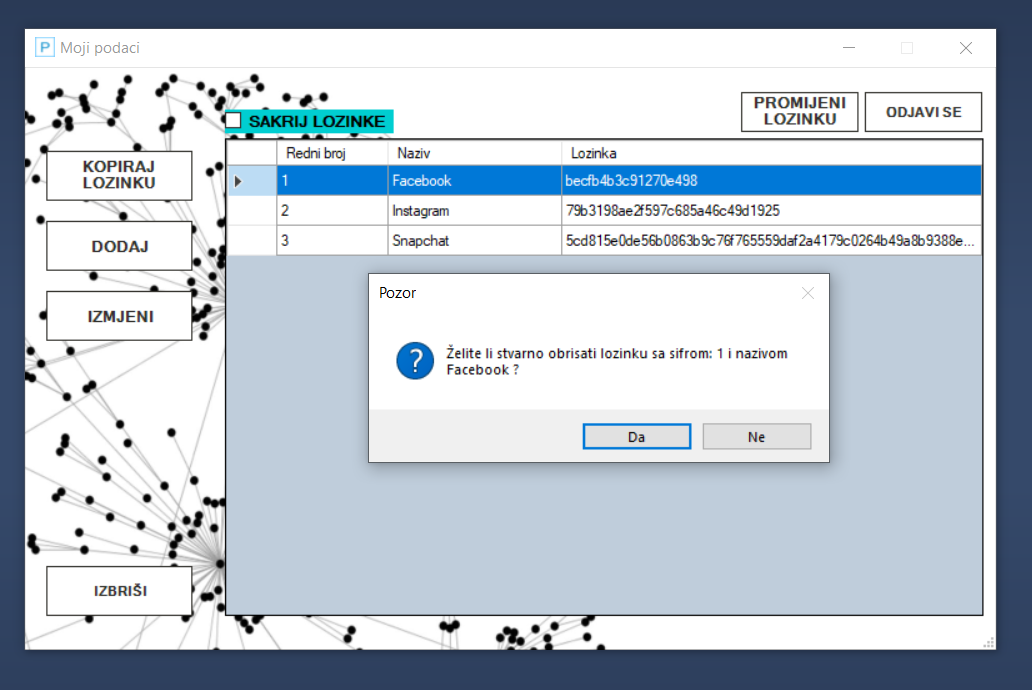 P Moji podaci
SAKRIJ LOZINKE
PROMIJENI
LOZINKU
ODJAVI SE
KOPIRAJ
LOZINKU
DODAJ
IZMJENI
IZBRIŠI
Redni broj Naziv Lozinka
1 Facebook becfb4b3c91270e498
2 Instagram 79b3198ae2f597c685a46c49d1925
3 Snapchat 5cd815e0de56b0863b9c76f765559daf2a4179c0264b49a8b9388e...
Pozor
?
Želite li stvarno obrisati lozinku sa sifrom: 1 i nazivom
Facebook ?
Da Ne